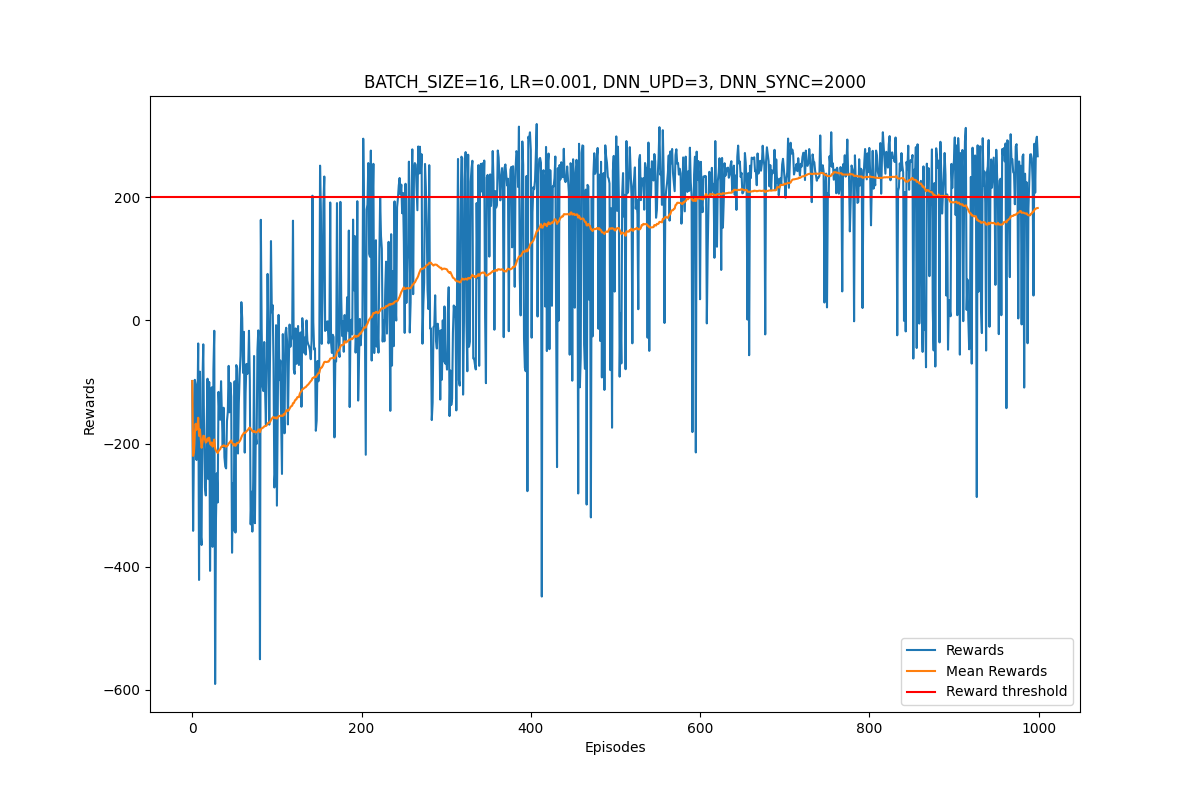 BATCH_SIZE=16, LR=0.001, DNN_UPD=3, DNN_SYNC=2000
200
0
−200
−400
−600
Rewards
0
200
400
600
800
1000
Episodes
Rewards
Mean Rewards
Reward threshold